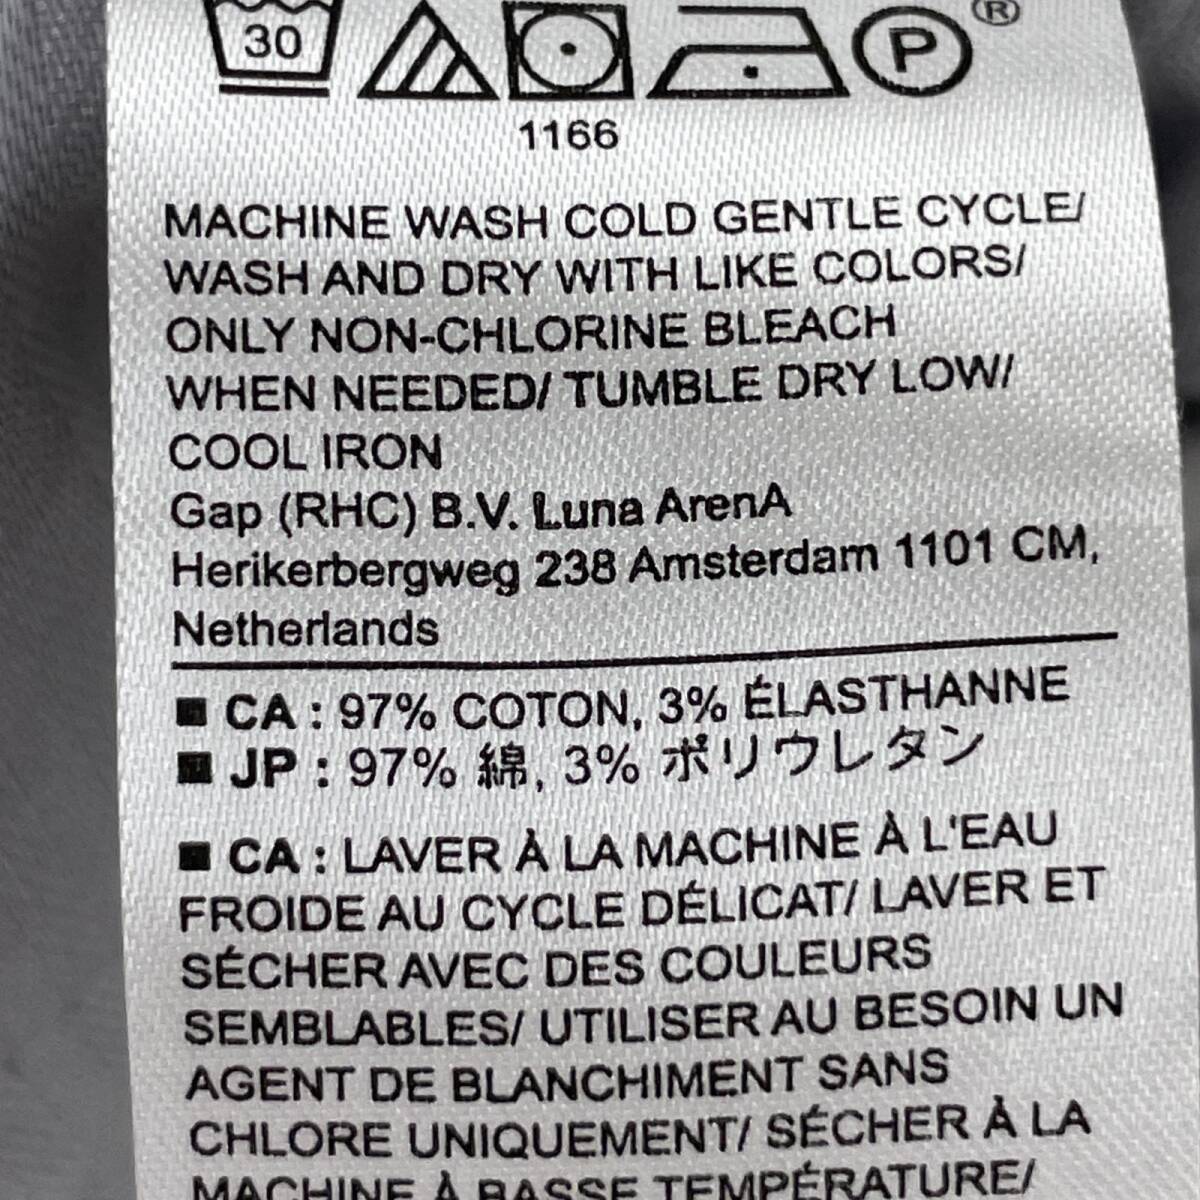 30 P ®
1166
MACHINE WASH COLD GENTLE CYCLE/
WASH AND DRY WITH LIKE COLORS/
ONLY NON-CHLORINE BLEACH
WHEN NEEDED/ TUMBLE DRY LOW/
COOL IRON
Gap (RHC) B.V. Luna ArenA
Herikerbergweg 238 Amsterdam 1101 CM,
Netherlands
■ CA : 97% COTON, 3% ÉLASTHANNE
■ JP : 97% 綿, 3% ポリウレタン
■ CA : LAVER À LA MACHINE À L'EAU
FROIDE AU CYCLE DÉLICAT/ LAVER ET
SÉCHER AVEC DES COULEURS
SEMBLABLES/ UTILISER AU BESOIN UN
AGENT DE BLANCHIMENT SANS
CHLORE UNIQUEMENT/ SÉCHER À LA
MACHINE À BASSE TEMPÉRATURE/